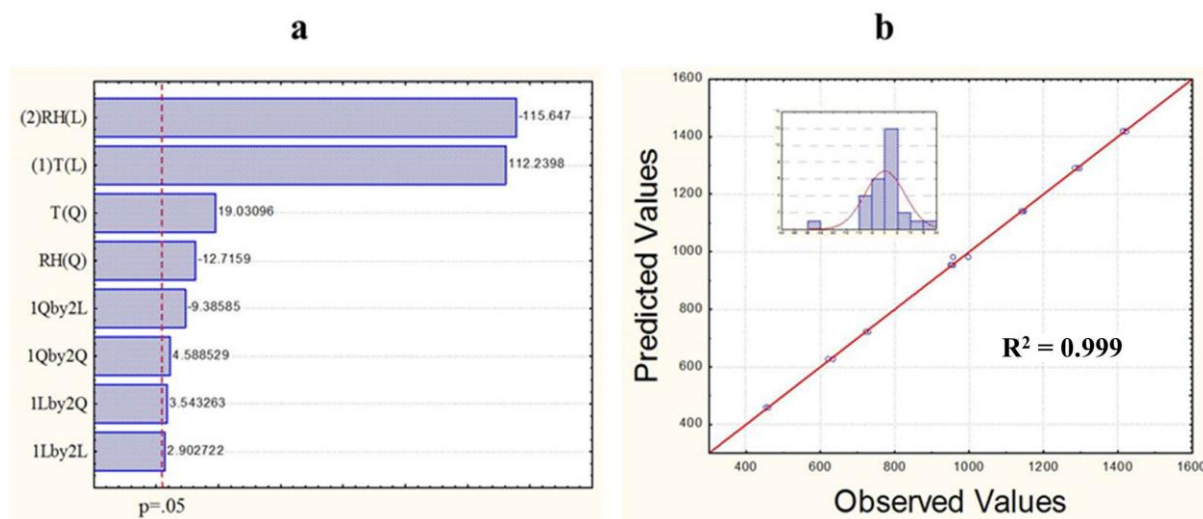 a
(2)RH(L)
-115.647
(1)T(L)
112.2398
T(Q)
19.03096
RH(Q)
-12.7159
1Qby2L
-9.38585
1Qby2Q
4.588529
1Lby2Q
3.543263
1Lby2L
2.902722
p=.05
b
Predicted Values
1600
1400
1200
1000
800
600
400
R² = 0.999
400 600 800 1000 1200 1400 1600
Observed Values